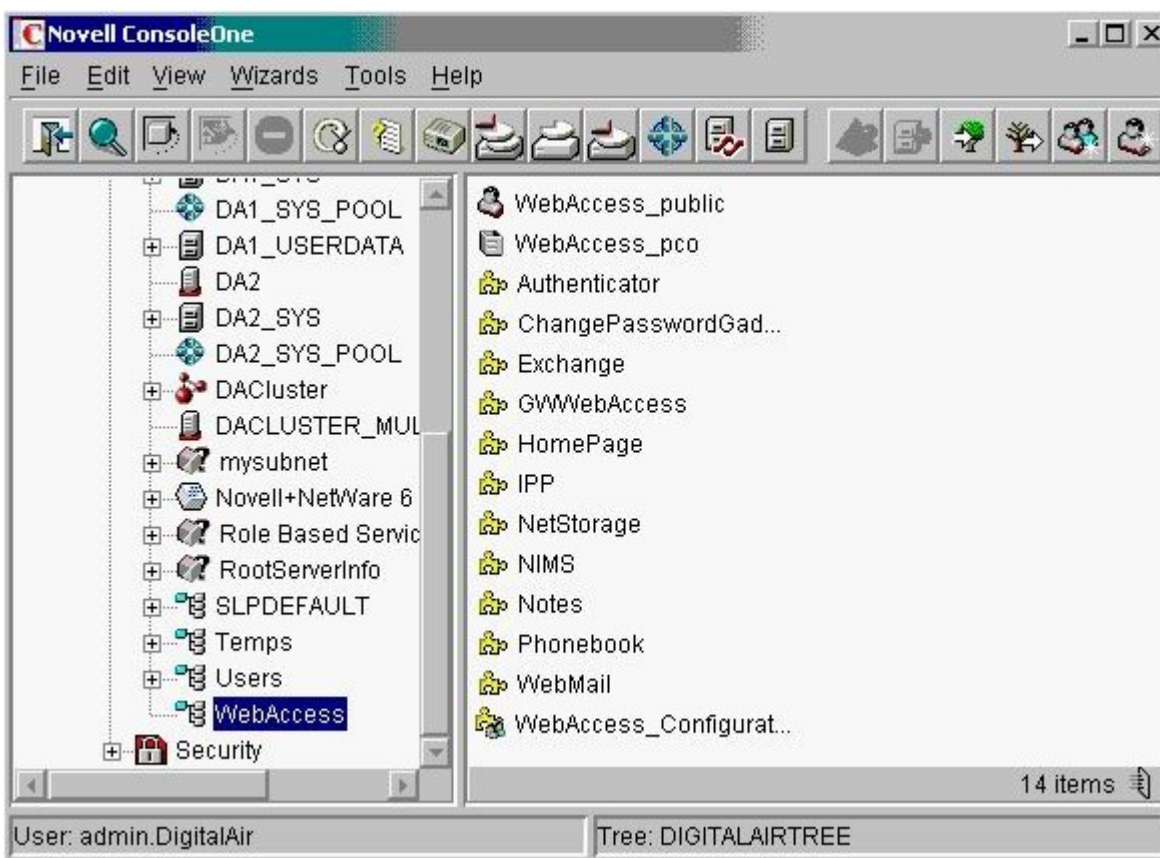 Novell ConsoleOne
File Edit View Wizards Tools Help
DA1_SYS
DA1_SYS_POOL
DA1_USERDATA
DA2
DA2_SYS
DA2_SYS_POOL
DACluster
DACLUSTER_MUL
mysubnet
Novell+NetWare 6
Role Based Servic
RootServerInfo
SLPDEFAULT
Temps
Users
WebAccess
Security
WebAccess_public
WebAccess_pco
Authenticator
ChangePasswordGad...
Exchange
GWWebAccess
HomePage
IPP
NetStorage
NIMS
Notes
Phonebook
WebMail
WebAccess_Configurat...
14 items
User: admin.DigitalAir
Tree: DIGITALAIRTREE